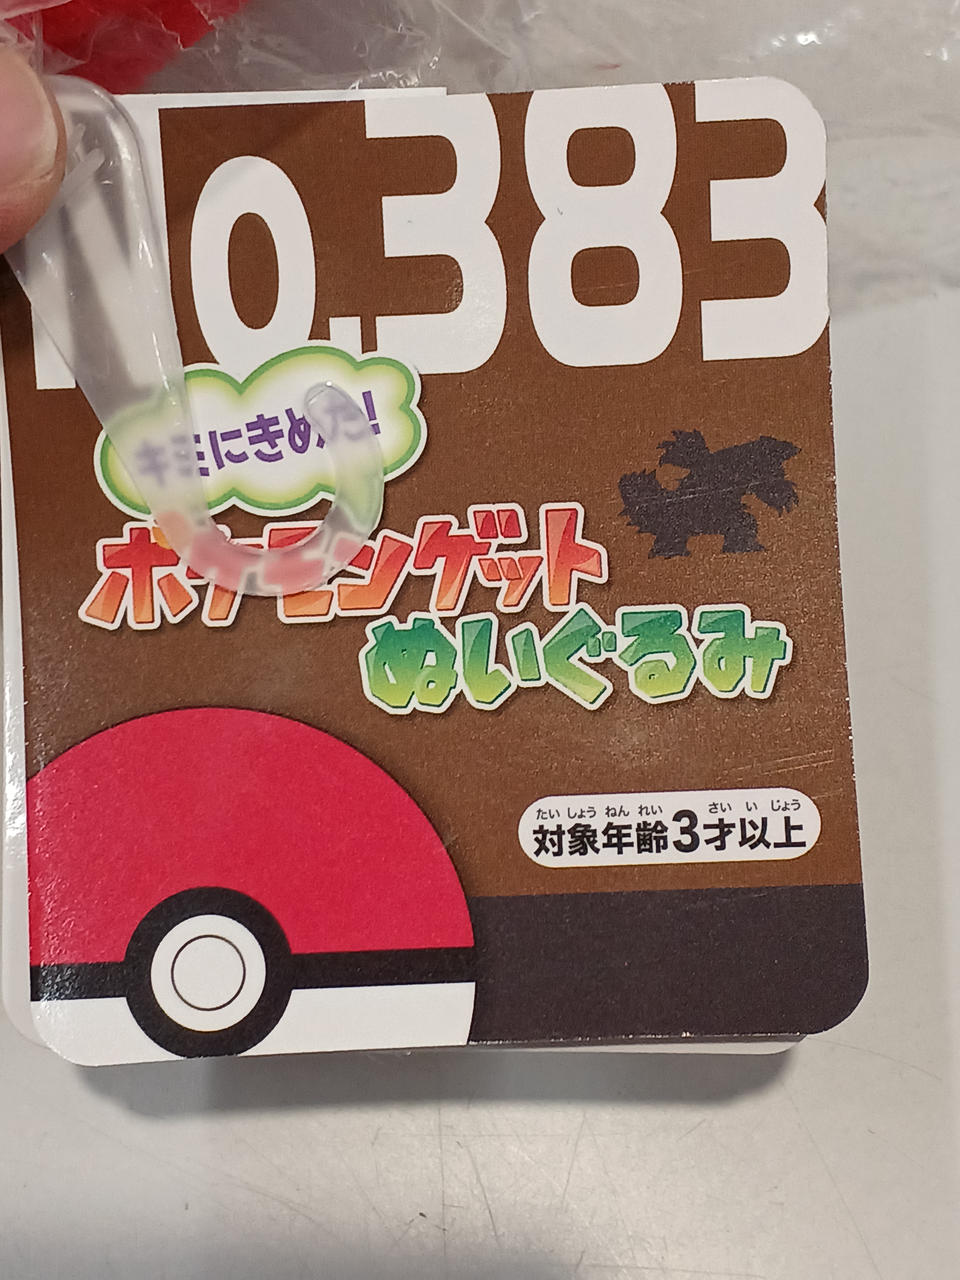 No.383
キミにきめた!
ポケモンゲット
ぬいぐるみ
たいしょうねんれい さいいじょう
対象年齢3才以上